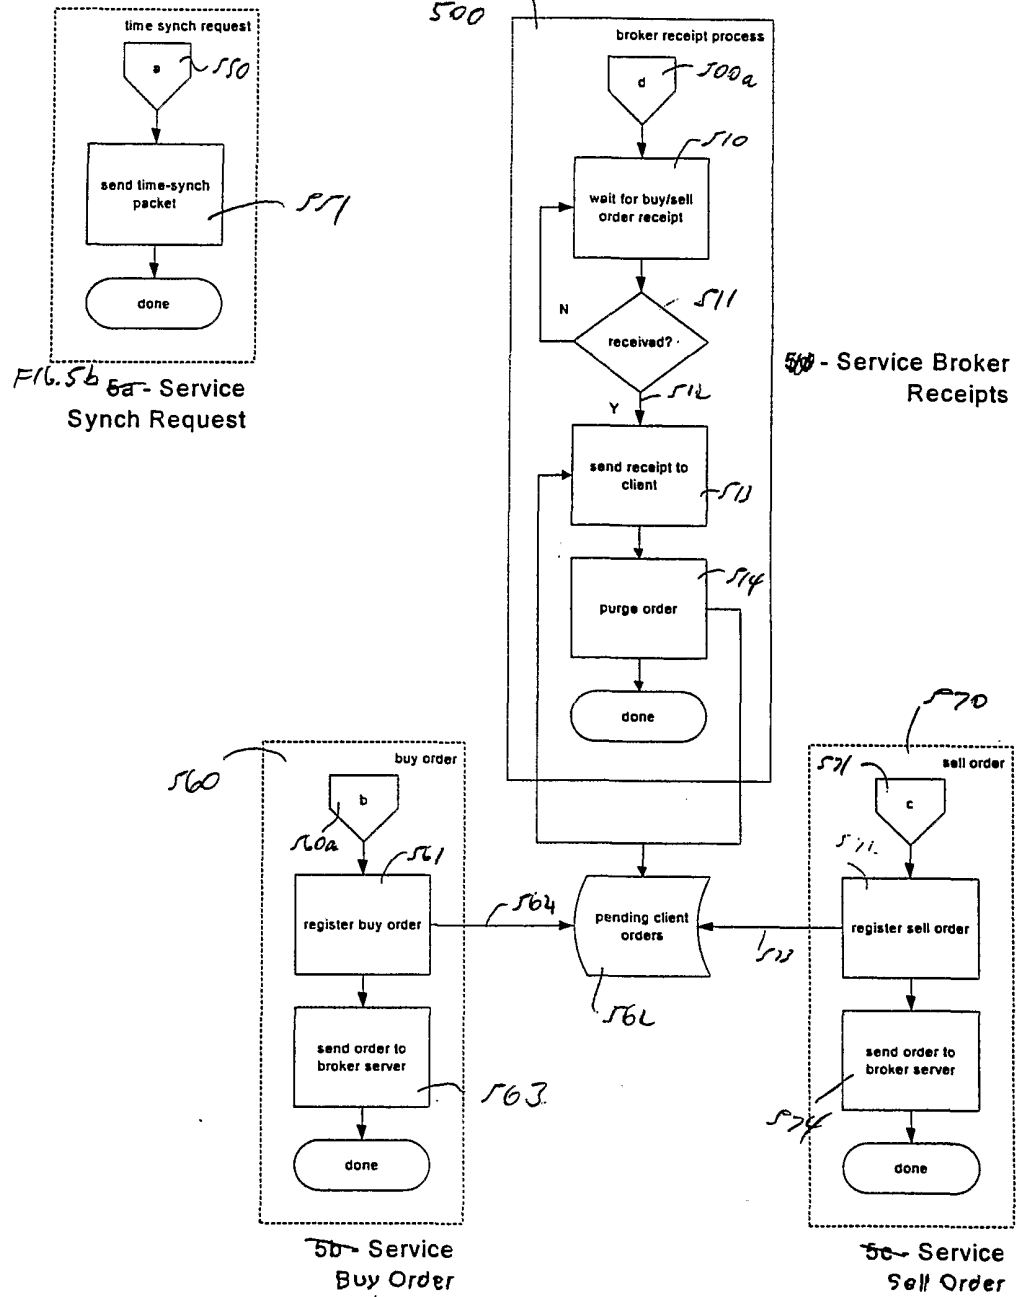 time synch request
a
550
send time-synch
packet
551
done
FIG.5b 5a - Service
Synch Request
500
broker receipt process
d
500a
510
wait for buy/sell
order receipt
N
511
received?
512
Y
send receipt to
client
513
514
purge order
done
- Service Broker
Receipts
560
buy order
b
560a
561
register buy order
564
send order to
broker server
563
done
5b - Service
Buy Order
pending client
orders
562
570
sell order
571
c
572
register sell order
573
send order to
broker server
574
done
5c - Service
Sell Order